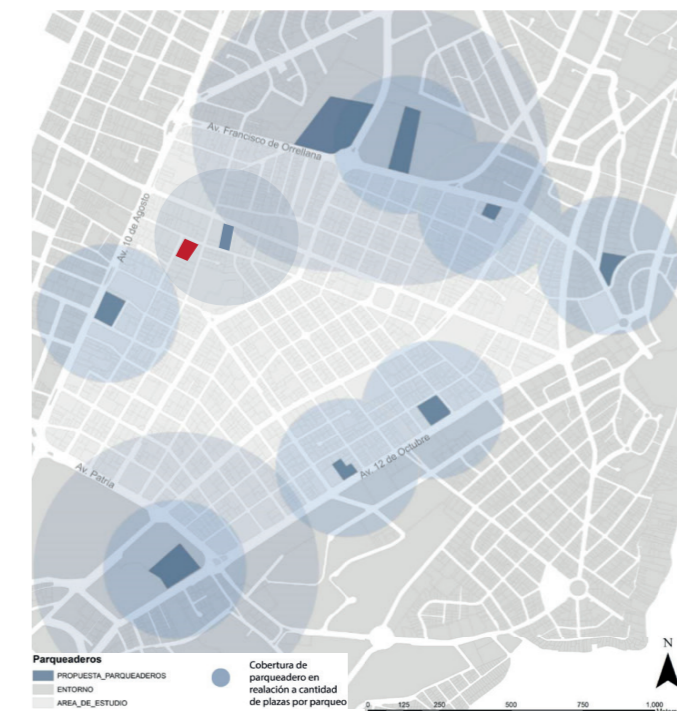 Av. Francisco de Orrellana
Av. 10 de Agosto
Av. 12 de Octubre
Av. Patria
Parqueaderos
PROPUESTA_PARQUEADEROS
ENTORNO
AREA_DE_ESTUDIO
Cobertura de
parqueadero en
realación a cantidad
de plazas por parqueo
N
0 125 250 500 750 1.000